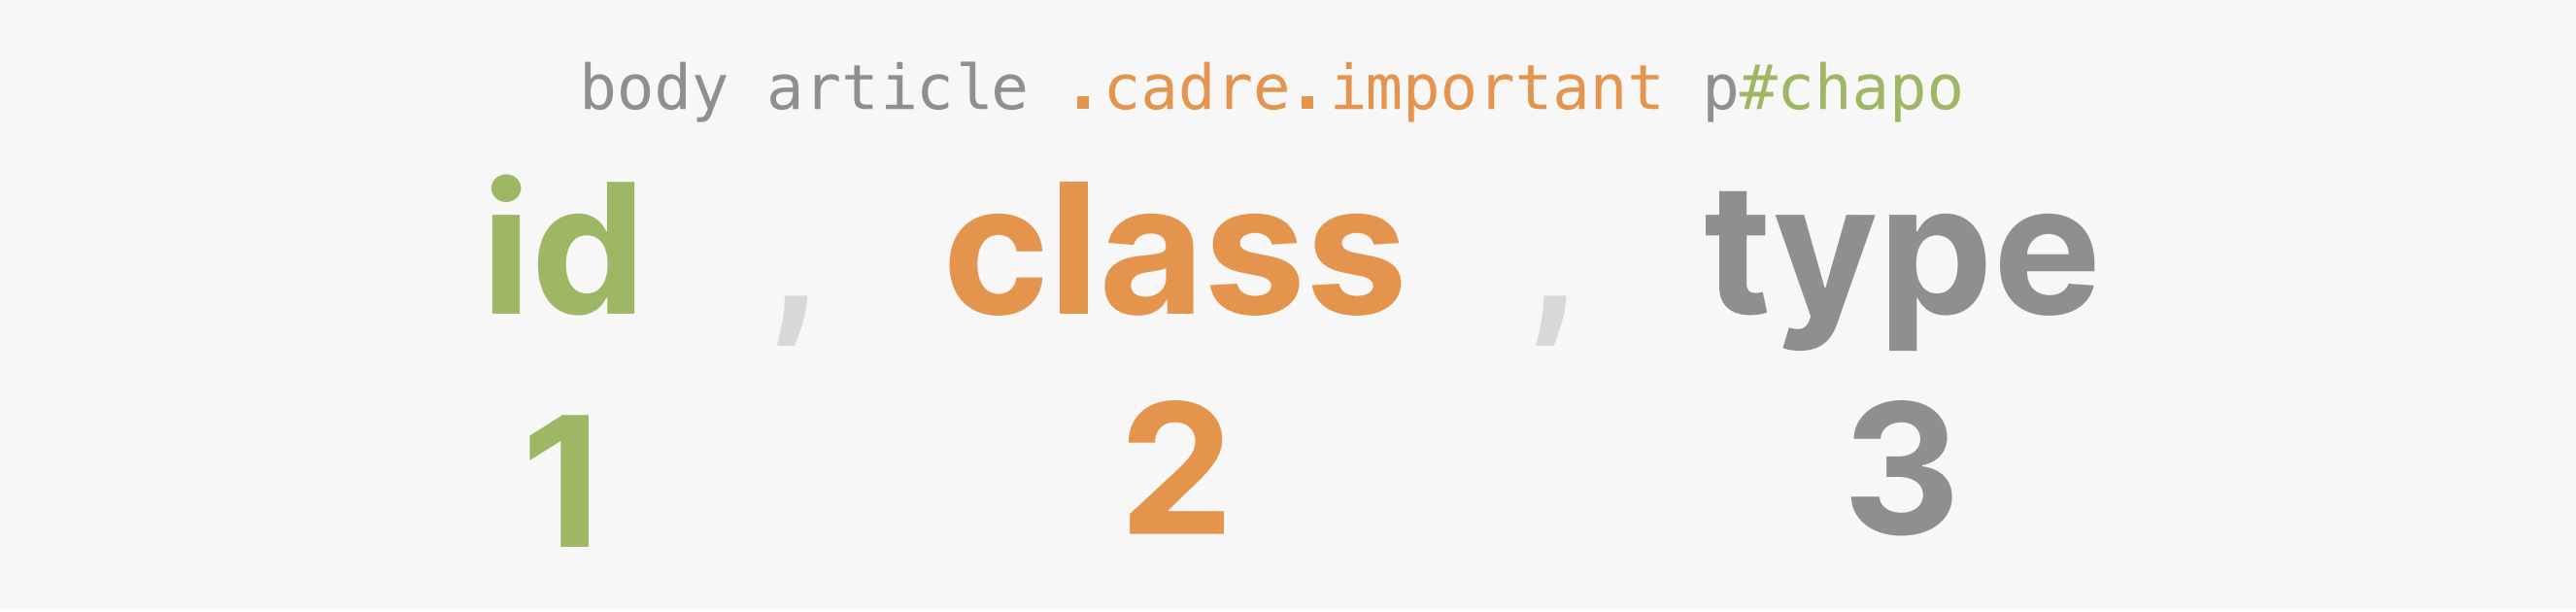 body article .cadre.important p#chapo
id , class , type
1 2 3